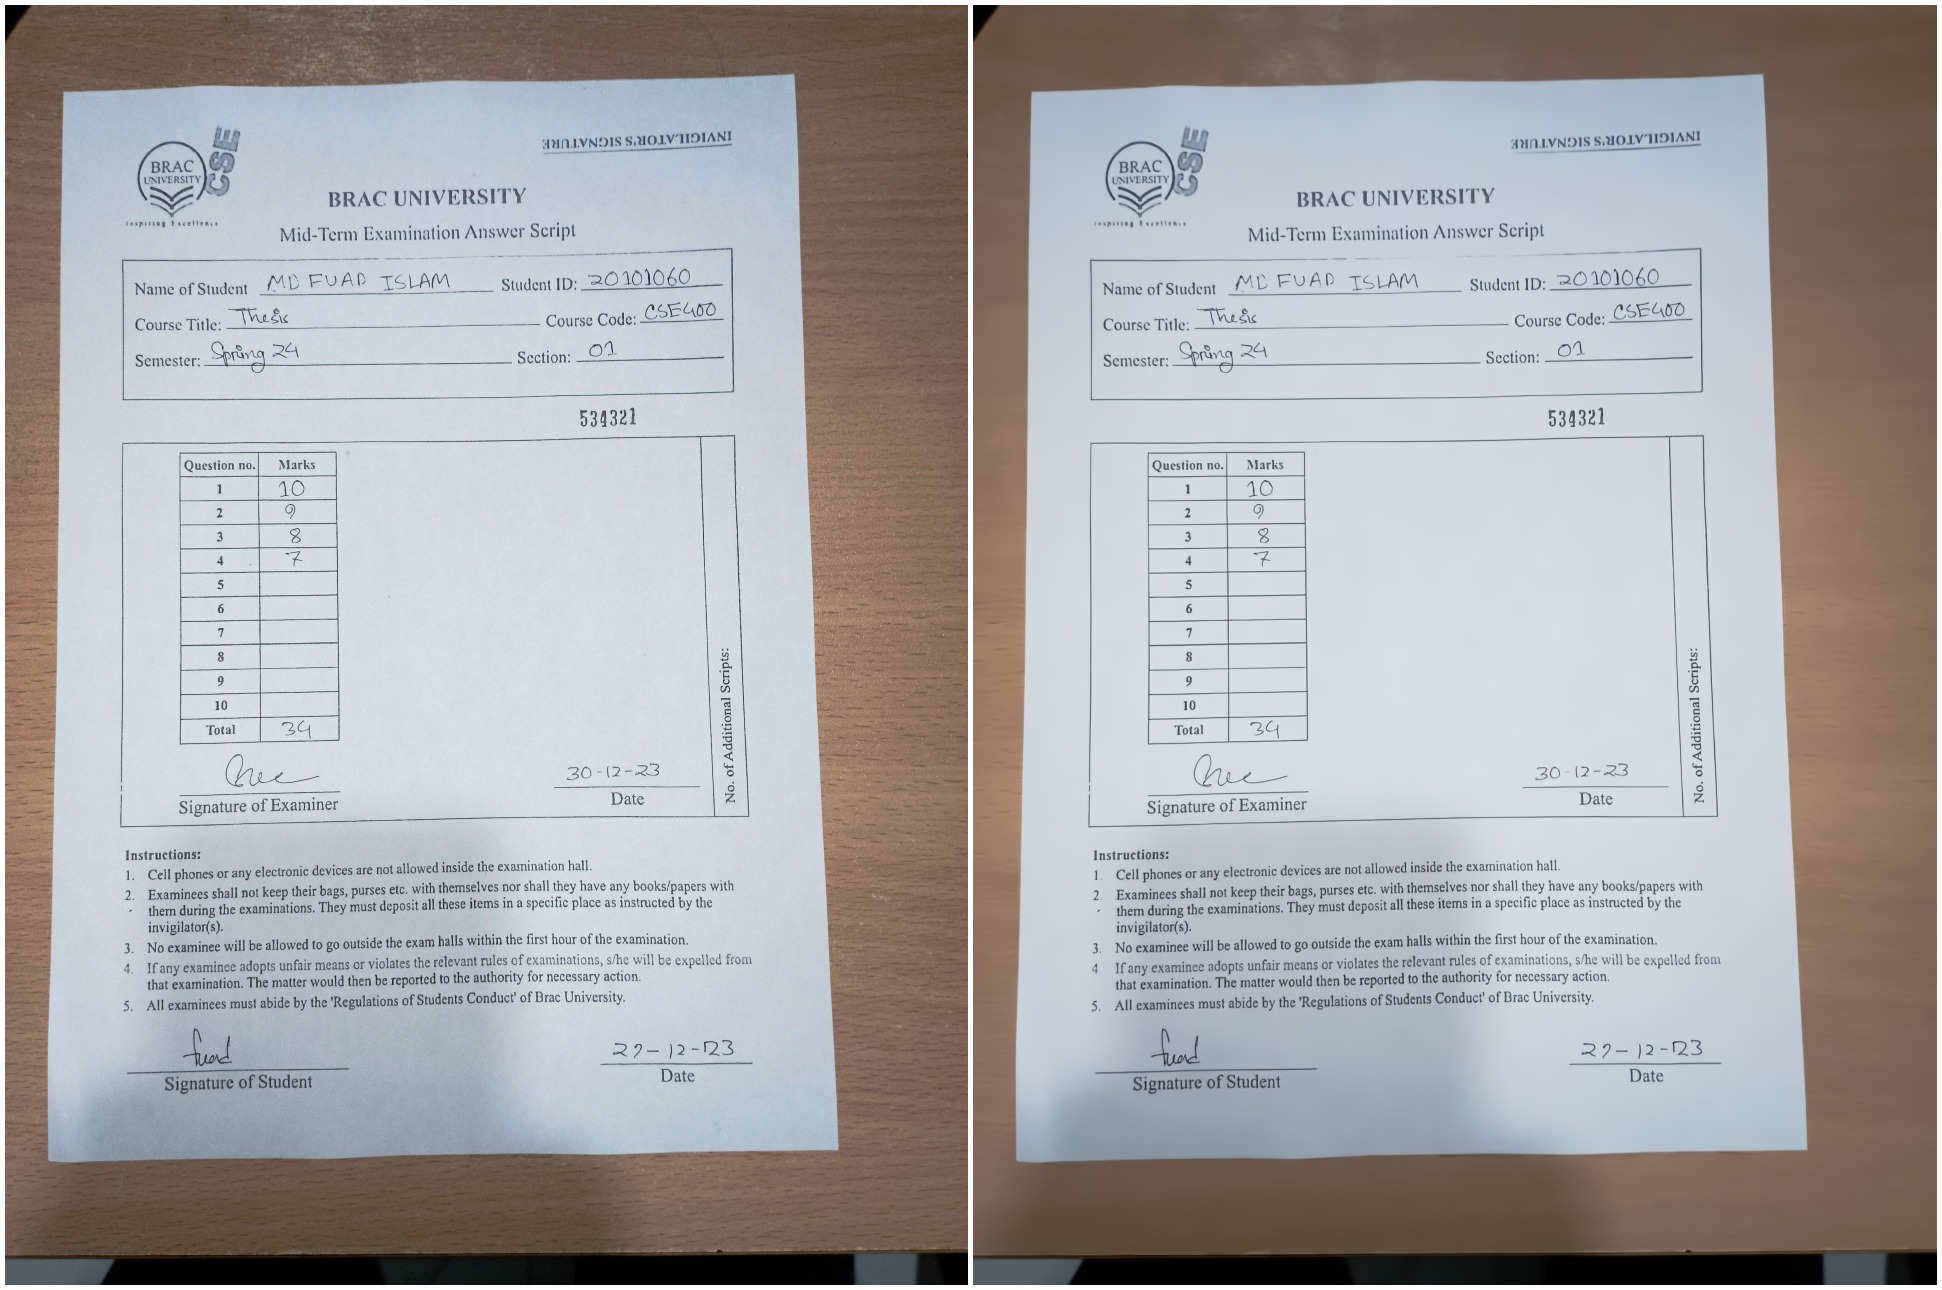 BRAC
UNIVERSITY
CSE
Inspiring Excellence
INVIGILATOR'S SIGNATURE
BRAC UNIVERSITY
Mid-Term Examination Answer Script
Name of Student MD FUAD ISLAM Student ID: 20101060
Course Title: Thesis Course Code: CSE400
Semester: Spring 24 Section: 01
534321
Question no. Marks
1 10
2 9
3 8
4 7
5
6
7
8
9
10
Total 34
No. of Additional Scripts:
30-12-23
Signature of Examiner Date
Instructions:
1. Cell phones or any electronic devices are not allowed inside the examination hall.
2. Examinees shall not keep their bags, purses etc. with themselves nor shall they have any books/papers with
them during the examinations. They must deposit all these items in a specific place as instructed by the
invigilator(s).
3. No examinee will be allowed to go outside the exam halls within the first hour of the examination.
4. If any examinee adopts unfair means or violates the relevant rules of examinations, s/he will be expelled from
that examination. The matter would then be reported to the authority for necessary action.
5. All examinees must abide by the 'Regulations of Students Conduct' of Brac University.
fuad 29-12-23
Signature of Student Date
BRAC
UNIVERSITY
CSE
Inspiring Excellence
INVIGILATOR'S SIGNATURE
BRAC UNIVERSITY
Mid-Term Examination Answer Script
Name of Student MD FUAD ISLAM Student ID: 20101060
Course Title: Thesis Course Code: CSE400
Semester: Spring 24 Section: 01
534321
Question no. Marks
1 10
2 9
3 8
4 7
5
6
7
8
9
10
Total 34
No. of Additional Scripts:
30-12-23
Signature of Examiner Date
Instructions:
1. Cell phones or any electronic devices are not allowed inside the examination hall.
2. Examinees shall not keep their bags, purses etc. with themselves nor shall they have any books/papers with
them during the examinations. They must deposit all these items in a specific place as instructed by the
invigilator(s).
3. No examinee will be allowed to go outside the exam halls within the first hour of the examination.
4 If any examinee adopts unfair means or violates the relevant rules of examinations, s/he will be expelled from
that examination. The matter would then be reported to the authority for necessary action.
5. All examinees must abide by the 'Regulations of Students Conduct' of Brac University.
fuad 29-12-23
Signature of Student Date